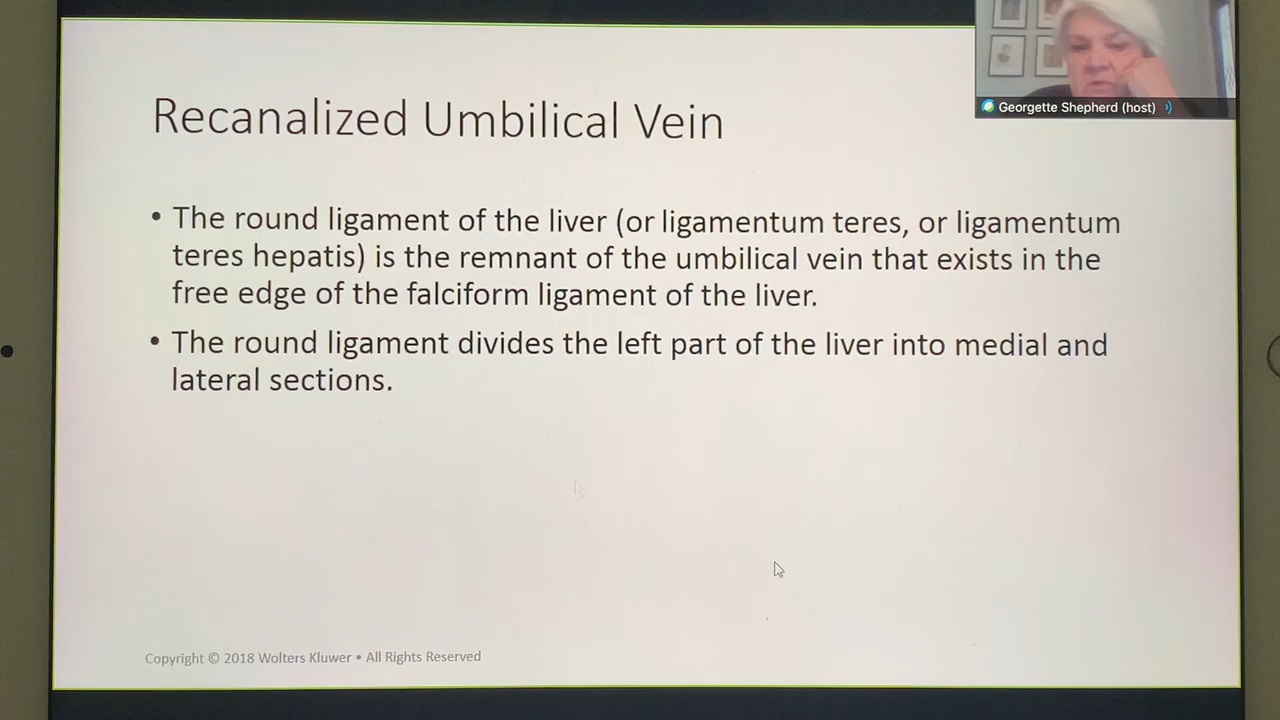 Georgette Shepherd (host)
Recanalized Umbilical Vein
• The round ligament of the liver (or ligamentum teres, or ligamentum
teres hepatis) is the remnant of the umbilical vein that exists in the
free edge of the falciform ligament of the liver.
• The round ligament divides the left part of the liver into medial and
lateral sections.
Copyright © 2018 Wolters Kluwer • All Rights Reserved